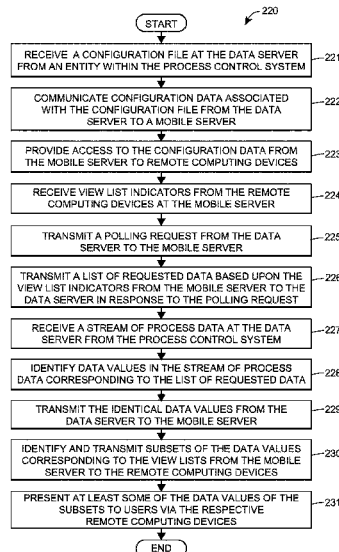 220
START
RECEIVE A CONFIGURATION FILE AT THE DATA SERVER
FROM AN ENTITY WITHIN THE PROCESS CONTROL SYSTEM
221
COMMUNICATE CONFIGURATION DATA ASSOCIATED
WITH THE CONFIGURATION FILE FROM THE DATA
SERVER TO A MOBILE SERVER
222
PROVIDE ACCESS TO THE CONFIGURATION DATA FROM
THE MOBILE SERVER TO REMOTE COMPUTING DEVICES
223
RECEIVE VIEW LIST INDICATORS FROM THE REMOTE
COMPUTING DEVICES AT THE MOBILE SERVER
224
TRANSMIT A POLLING REQUEST FROM THE DATA
SERVER TO THE MOBILE SERVER
225
TRANSMIT A LIST OF REQUESTED DATA BASED UPON THE
VIEW LIST INDICATORS FROM THE MOBILE SERVER TO THE
DATA SERVER IN RESPONSE TO THE POLLING REQUEST
226
RECEIVE A STREAM OF PROCESS DATA AT THE DATA
SERVER FROM THE PROCESS CONTROL SYSTEM
227
IDENTIFY DATA VALUES IN THE STREAM OF PROCESS
DATA CORRESPONDING TO THE LIST OF REQUESTED DATA
228
TRANSMIT THE IDENTICAL DATA VALUES FROM THE
DATA SERVER TO THE MOBILE SERVER
229
IDENTIFY AND TRANSMIT SUBSETS OF THE DATA VALUES
CORRESPONDING TO THE VIEW LISTS FROM THE MOBILE
SERVER TO THE REMOTE COMPUTING DEVICES
230
PRESENT AT LEAST SOME OF THE DATA VALUES OF THE
SUBSETS TO USERS VIA THE RESPECTIVE
REMOTE COMPUTING DEVICES
231
END